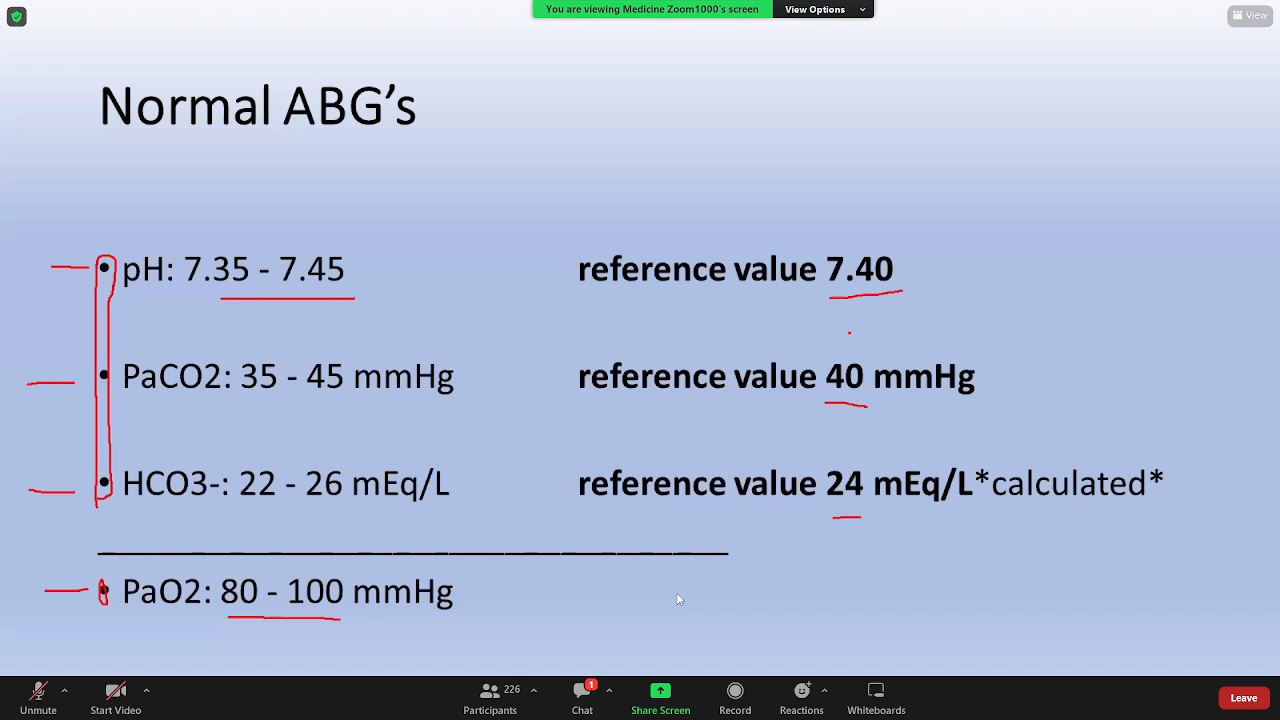 You are viewing Medicine Zoom1000's screen
View Options
View
Normal ABG's
• pH: 7.35 - 7.45 reference value 7.40
• PaCO2: 35 - 45 mmHg reference value 40 mmHg
• HCO3-: 22 - 26 mEq/L reference value 24 mEq/L*calculated*
• PaO2: 80 - 100 mmHg
Unmute
Start Video
226
Participants
1
Chat
Share Screen
Record
Reactions
Whiteboards
Leave